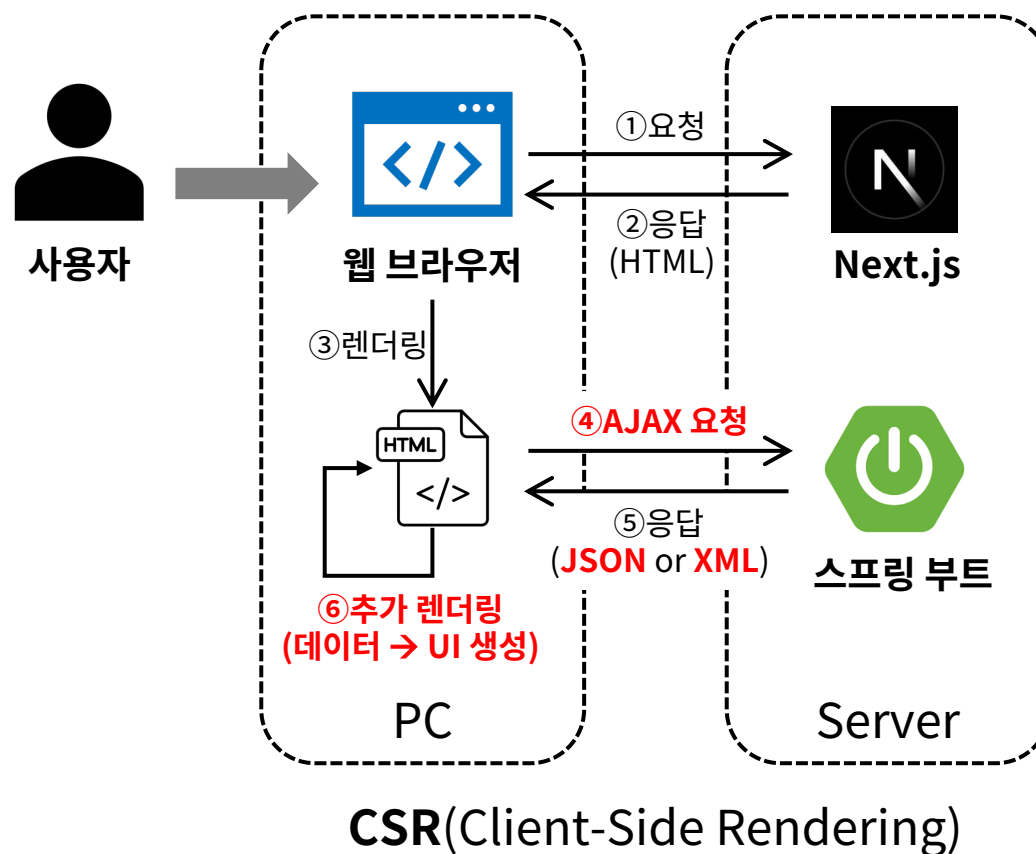 ①요청
②응답
(HTML)
N
사용자
웹 브라우저
Next.js
③렌더링
④AJAX 요청
HTML
</>
⑤응답
(JSON or XML)
스프링 부트
⑥추가 렌더링
(데이터 → UI 생성)
PC
Server
CSR(Client-Side Rendering)